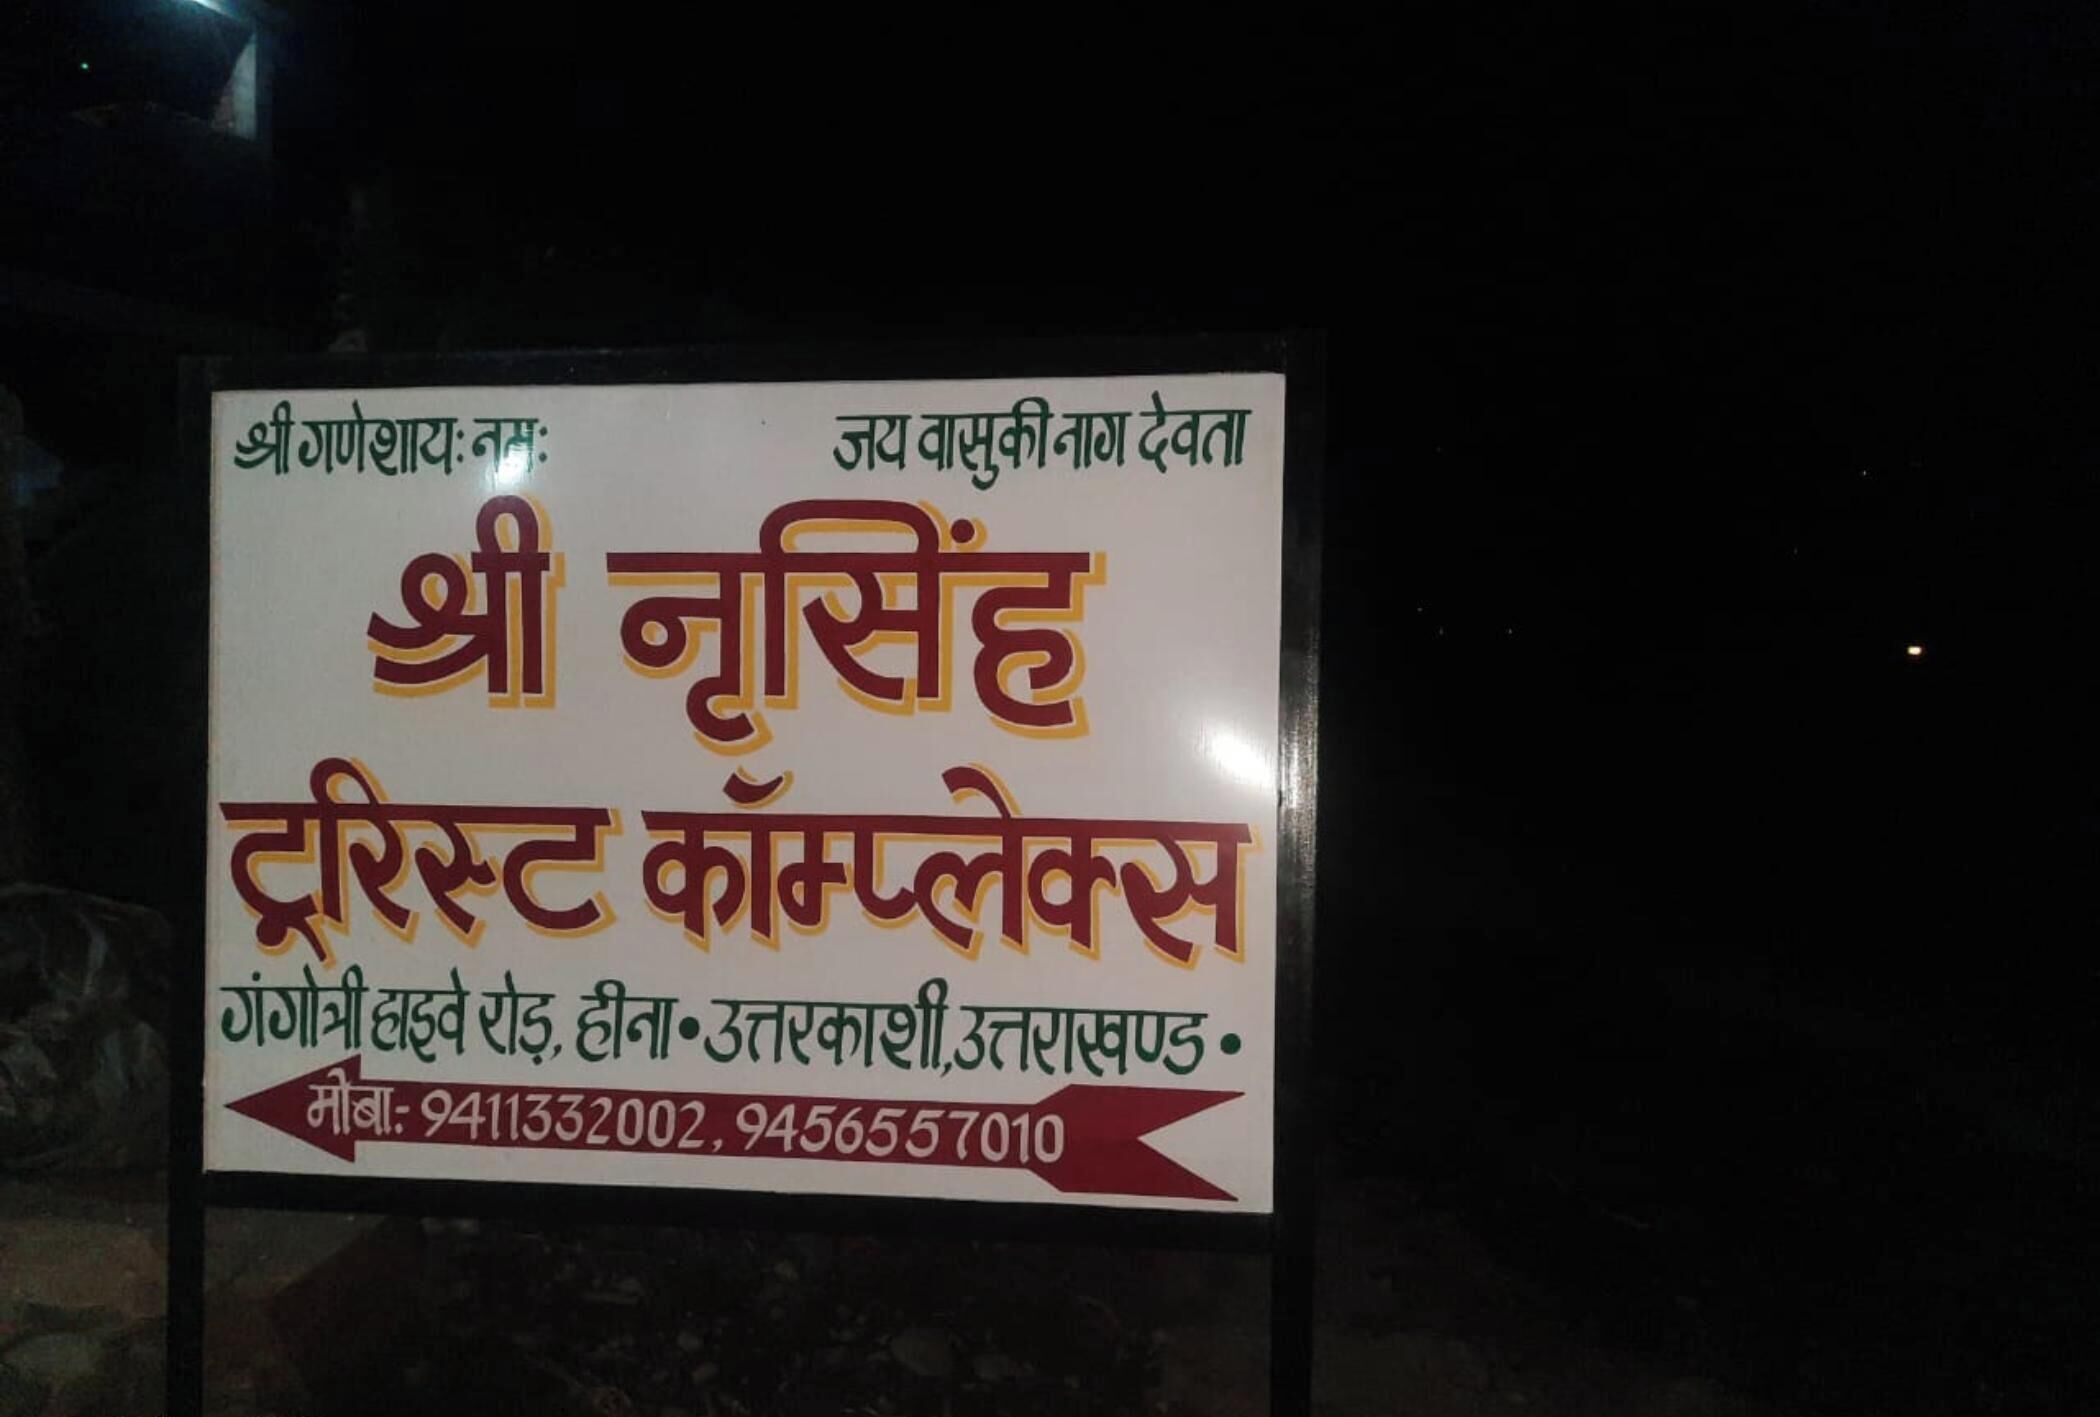 श्री गणेशायः नमः जय वासुकी नाग देवता
श्री नृसिंह
टूरिस्ट कॉम्प्लेक्स
गंगोत्री हाइवे रोड़, हीना • उत्तरकाशी, उत्तराखण्ड •
मोबा:- 9411332002, 9456557010